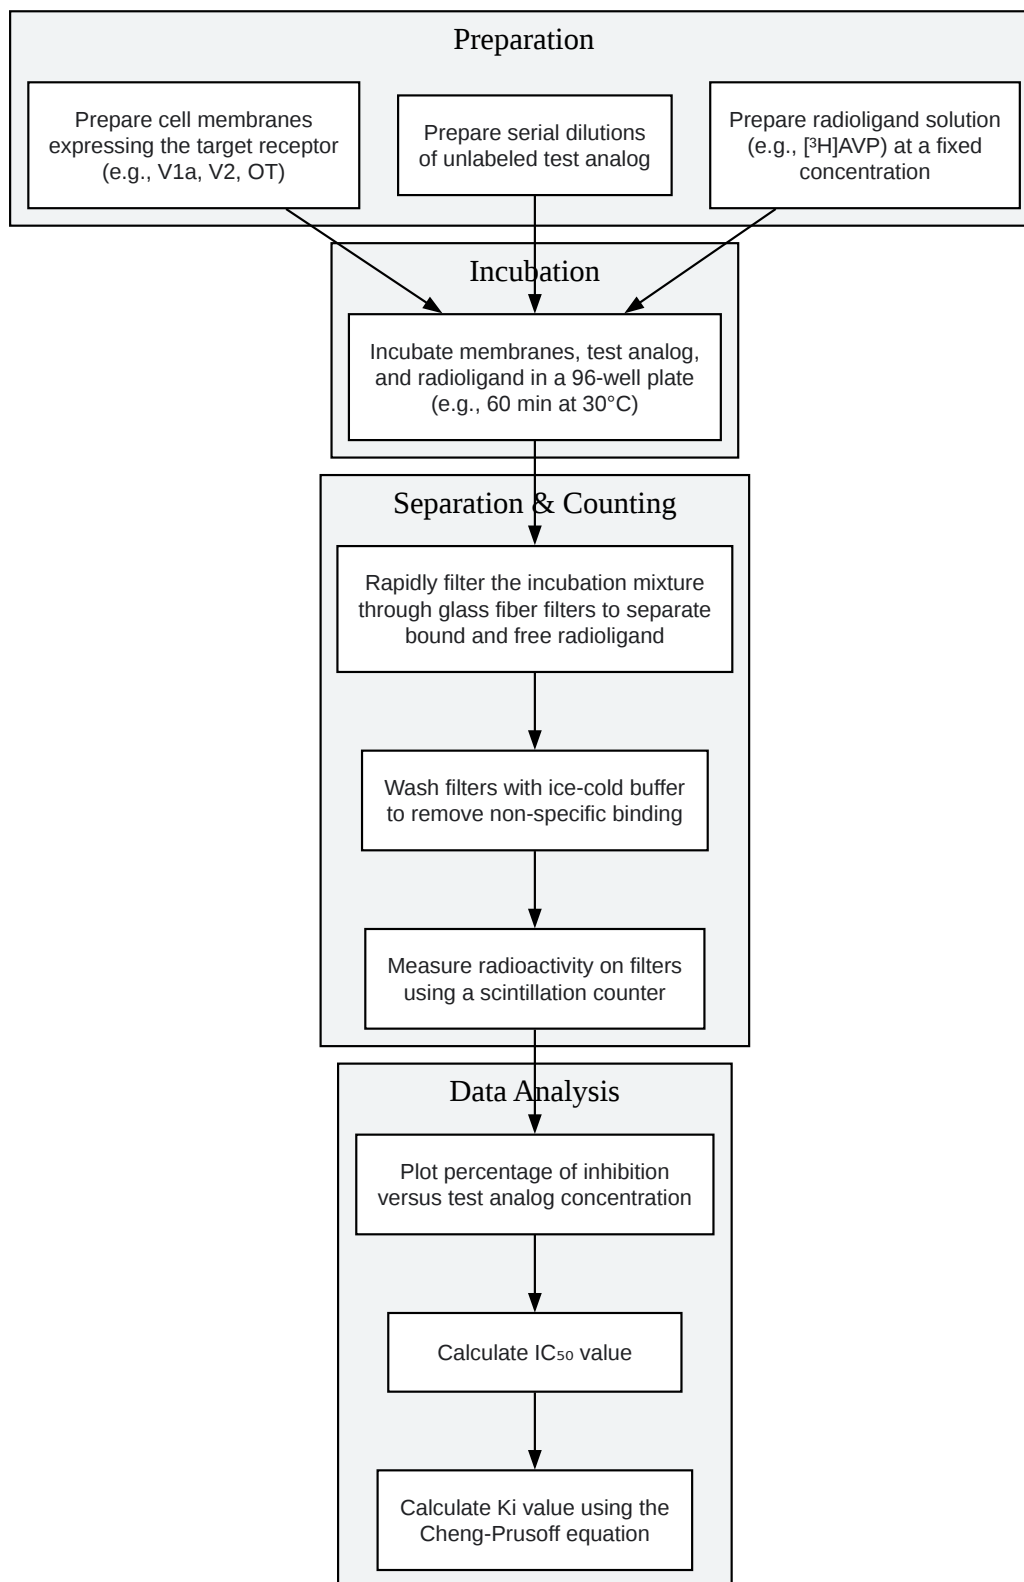 Preparation
Prepare cell membranes
expressing the target receptor
(e.g., V1a, V2, OT)
Prepare serial dilutions
of unlabeled test analog
Prepare radioligand solution
(e.g., [³H]AVP) at a fixed
concentration
Incubation
Incubate membranes, test analog,
and radioligand in a 96-well plate
(e.g., 60 min at 30°C)
Separation & Counting
Rapidly filter the incubation mixture
through glass fiber filters to separate
bound and free radioligand
Wash filters with ice-cold buffer
to remove non-specific binding
Measure radioactivity on filters
using a scintillation counter
Data Analysis
Plot percentage of inhibition
versus test analog concentration
Calculate IC₅₀ value
Calculate Ki value using the
Cheng-Prusoff equation